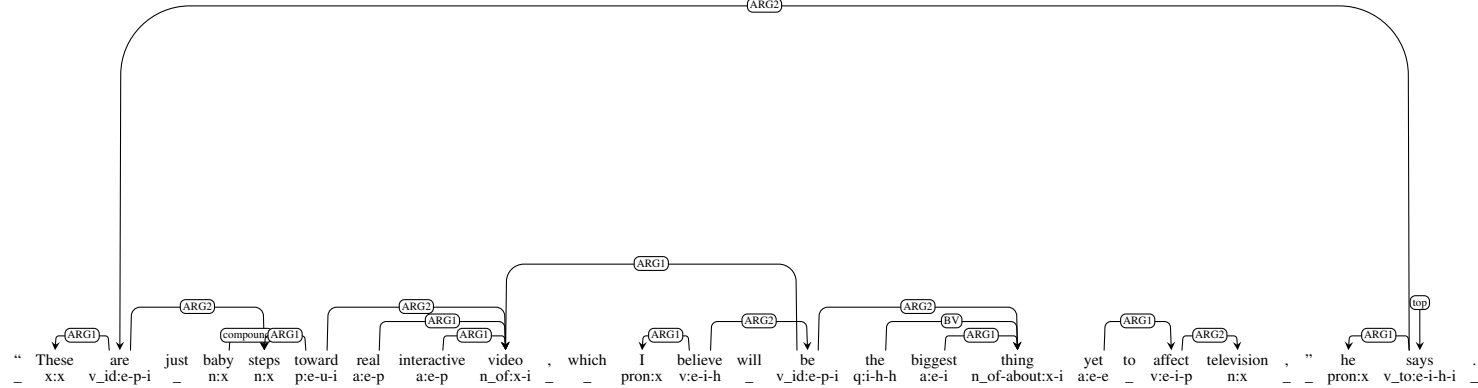 ARG2
ARG1
top
ARG2 ARG2 ARG2
ARG1 ARG2 BV ARG1
ARG1 ARG1 ARG1 ARG1 ARG1 ARG2 ARG1
“ These are just baby steps toward real interactive video , which I believe will be the biggest thing yet to affect television , ” he says .
_ x:x v_id:e-p-i _ n:x n:x p:e-u-i a:e-p a:e-p n_of:x-i _ _ pron:x v:e-i-h _ v_id:e-p-i q:i-h-h a:e-i n_of-about:x-i a:e-e _ v:e-i-p n:x _ _ pron:x v_to:e-i-h-i _